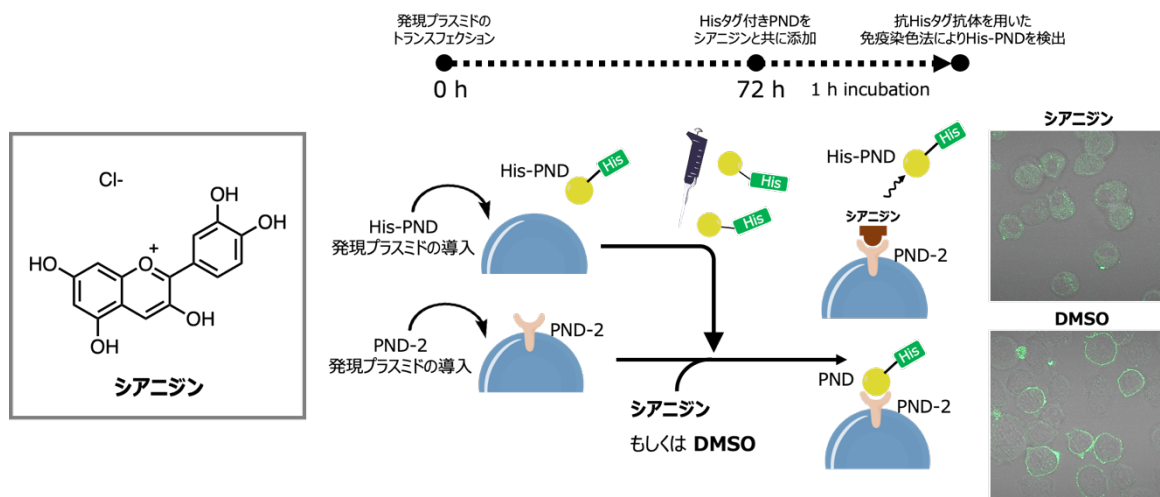 発現プラスミドの
トランスフェクション
Hisタグ付きPNDを
シアニジンと共に添加
抗Hisタグ抗体を用いた
免疫染色法によりHis-PNDを検出
0 h
72 h
1 h incubation
Cl-
OH
OH
HO
O
+
OH
OH
シアニジン
His-PND
His
His-PND
発現プラスミドの導入
PND-2
PND-2
発現プラスミドの導入
His
His
シアニジン
もしくは DMSO
His-PND
His
シアニジン
PND-2
PND
His
PND-2
シアニジン
DMSO